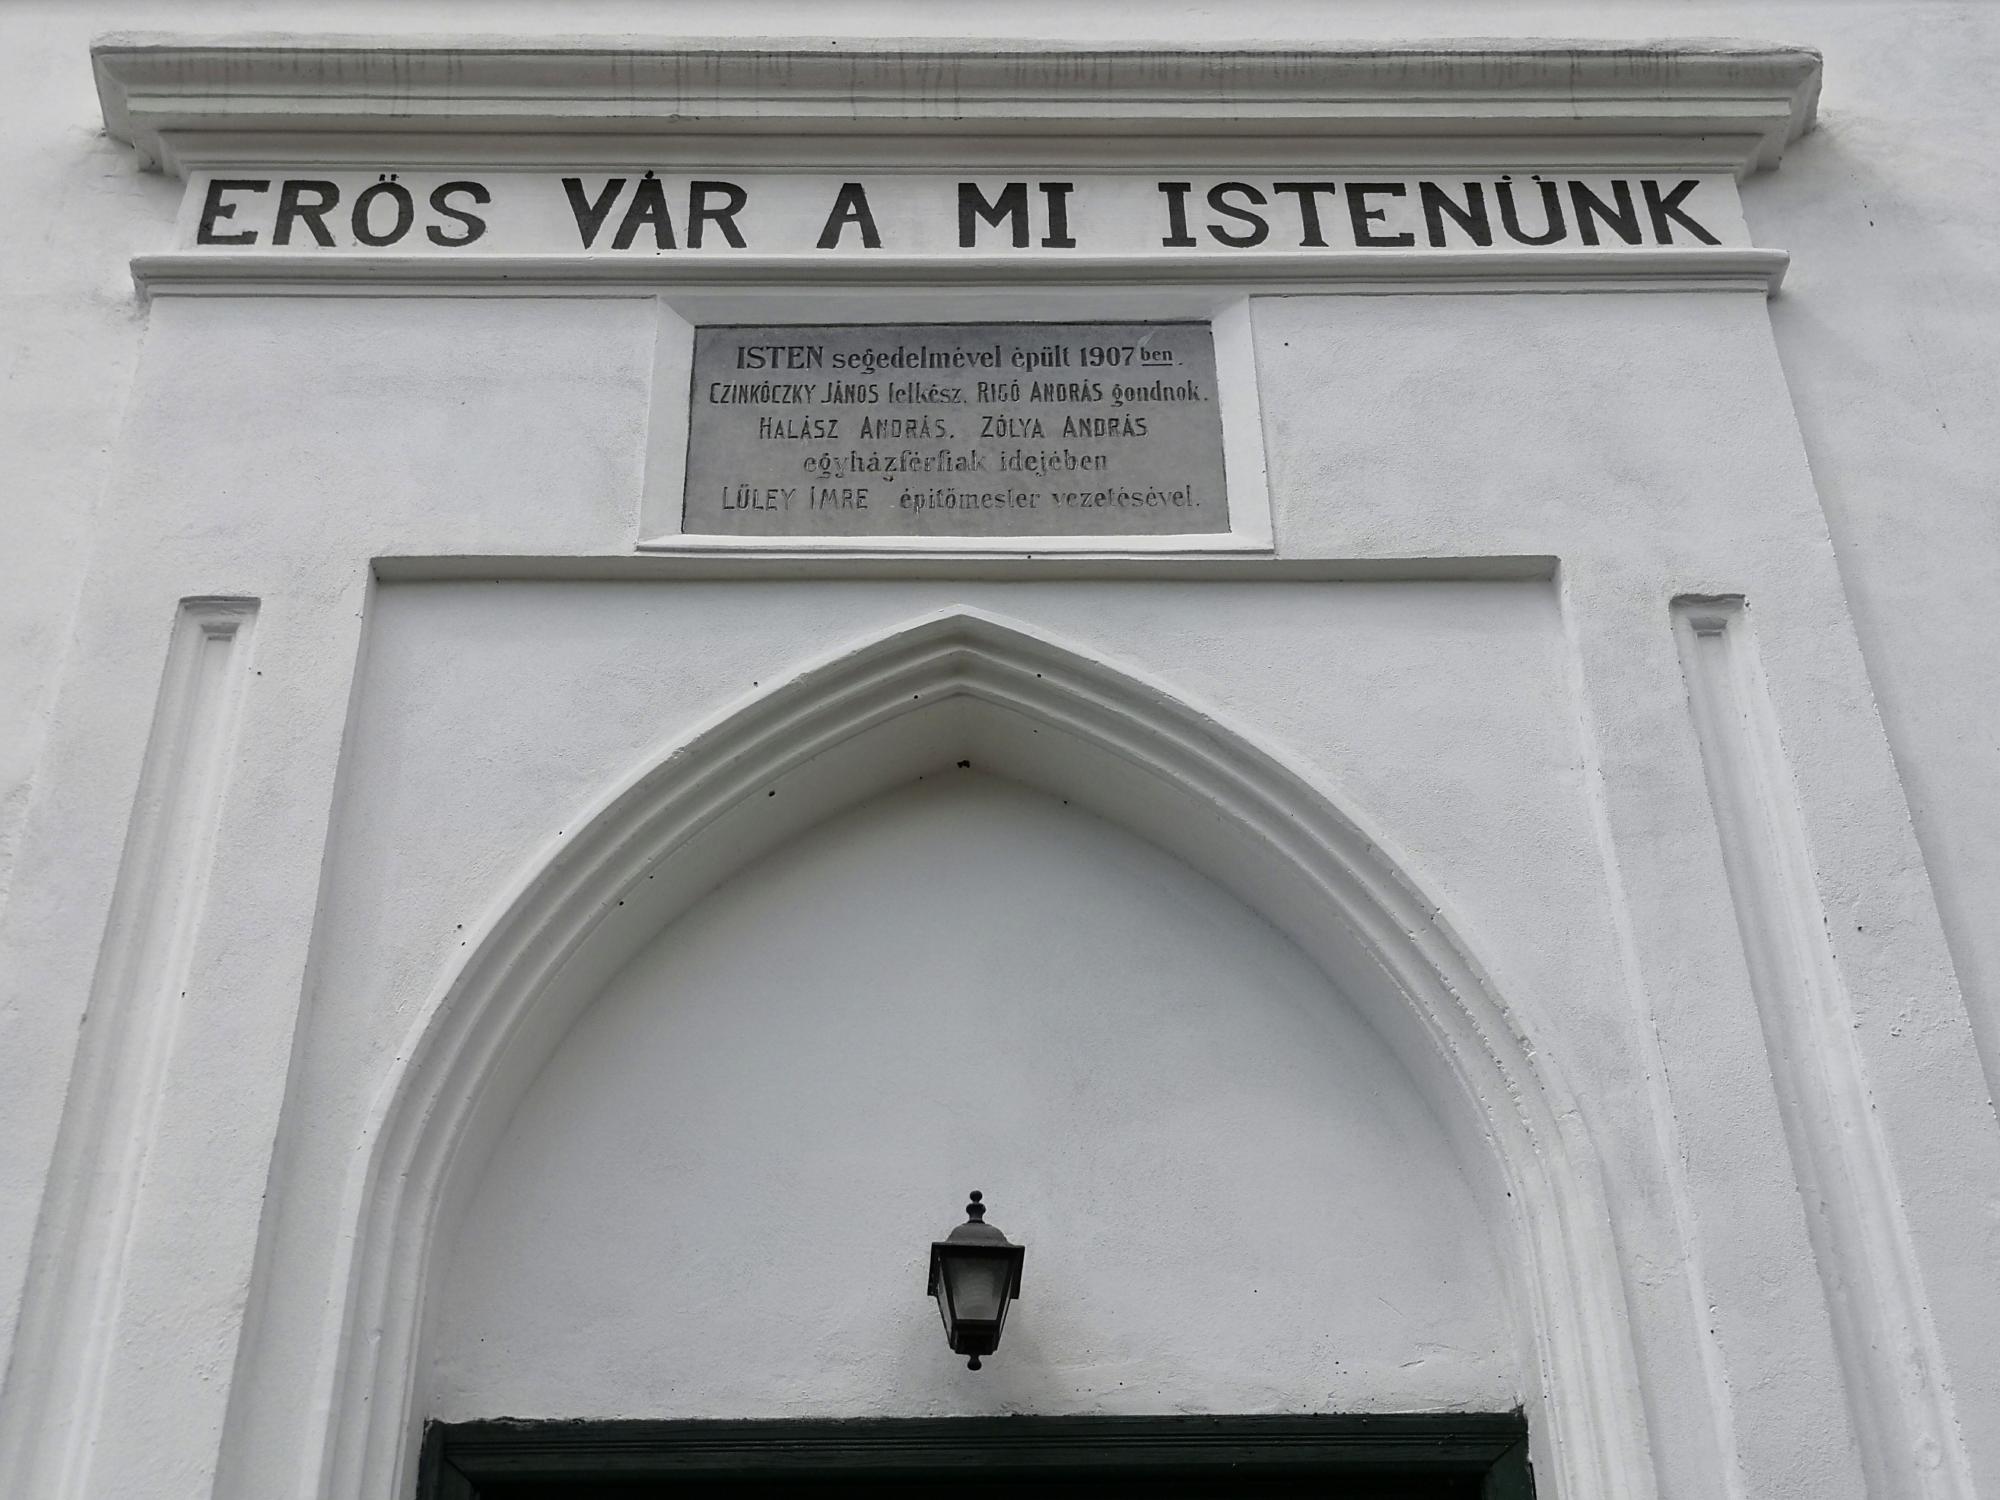 ERŐS VÁR A MI ISTENÜNK
ISTEN segedelmével épült 1907 ben.
CZINKÓCZKY JÁNOS lelkész. RIGÓ ANDRÁS gondnok.
HALÁSZ ANDRÁS. ZÓLYA ANDRÁS
egyházférfiak idejében
LŰLEY IMRE épitőmester vezetésével.